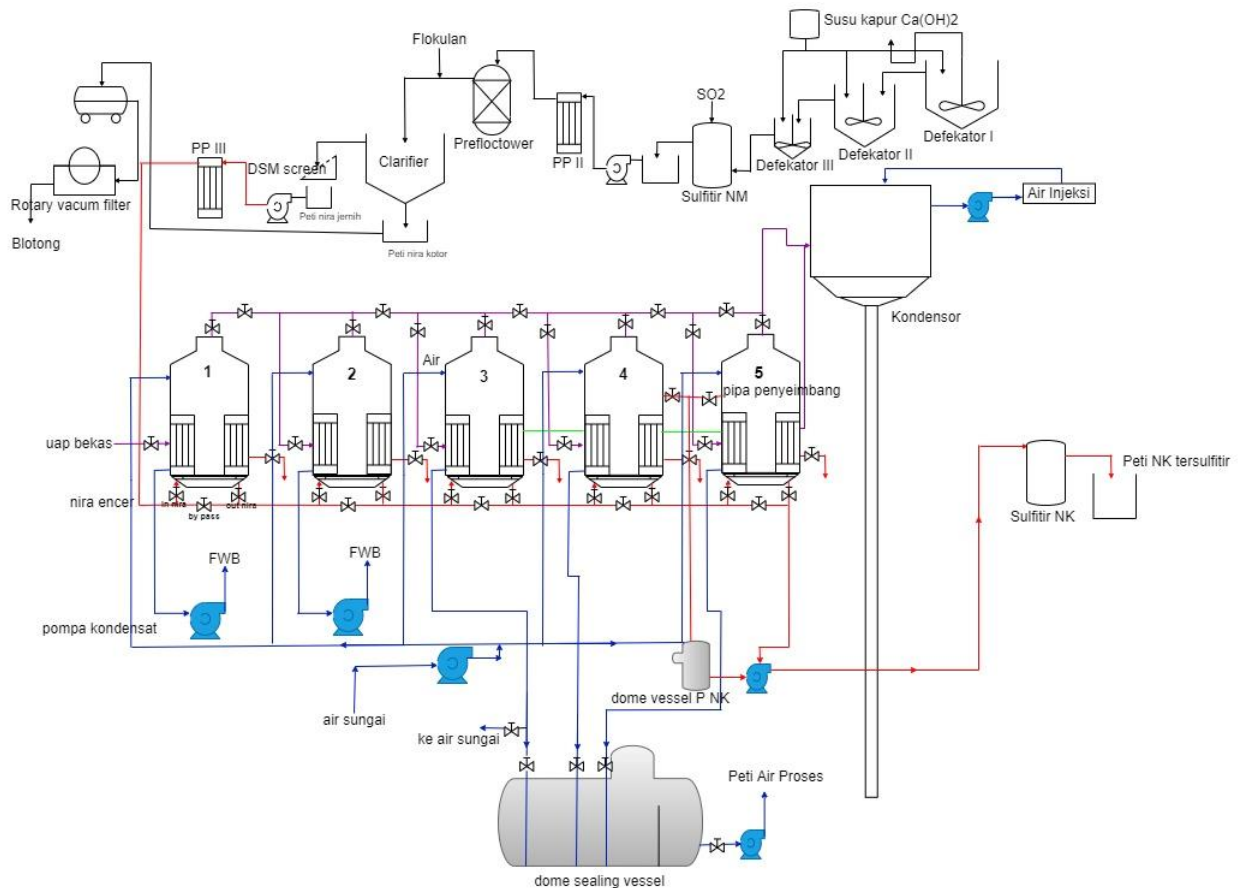 Susu kapur Ca(OH)2
Flokulan
SO2
PP III
DSM screen
Clarifier
Prefloctower
PP II
Defekator I
Defekator II
Defekator III
Sulfitir NM
Rotary vacum filter
Peti nira jernih
Air Injeksi
Blotong
Peti nira kotor
Kondensor
Air
1
2
3
4
5
pipa penyeimbang
uap bekas
Peti NK tersulfitir
nira encer
in nira
by pass
out nira
Sulfitir NK
FWB
FWB
pompa kondensat
dome vessel P NK
air sungai
ke air sungai
Peti Air Proses
dome sealing vessel